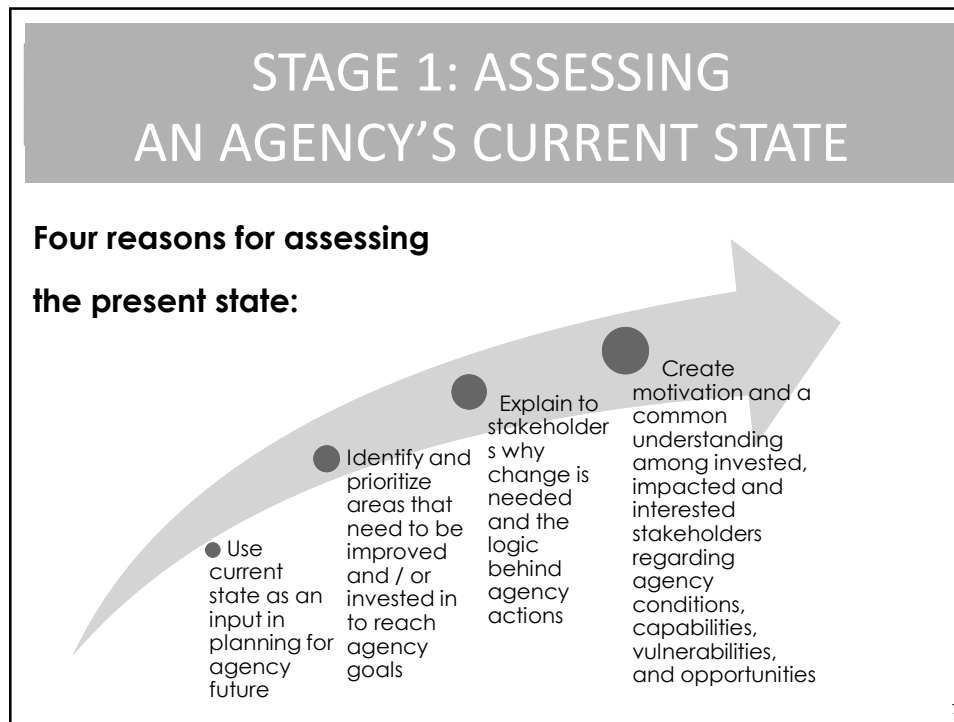 STAGE 1: ASSESSING
AN AGENCY’S CURRENT STATE
Four reasons for assessing
the present state:
Use
current
state as an
input in
planning for
agency
future
Identify and
prioritize
areas that
need to be
improved
and / or
invested in
to reach
agency
goals
Explain to
stakeholder
s why
change is
needed
and the
logic
behind
agency
actions
Create
motivation and a
common
understanding
among invested,
impacted and
interested
stakeholders
regarding
agency
conditions,
capabilities,
vulnerabilities,
and opportunities